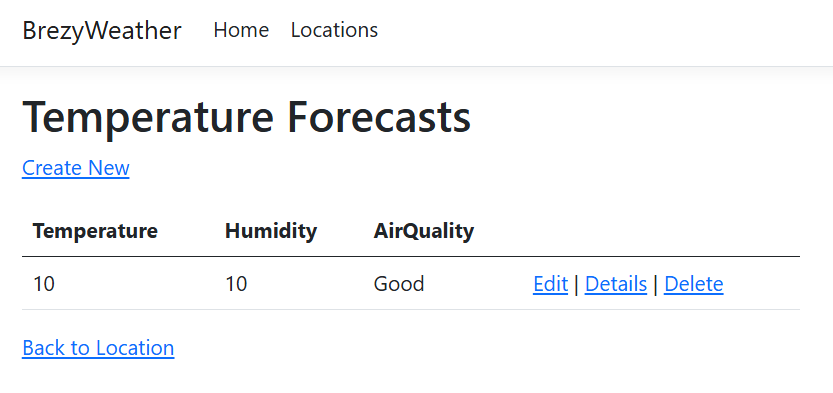 BrezyWeather Home Locations
Temperature Forecasts
Create New
Temperature Humidity AirQuality
10 10 Good Edit | Details | Delete
Back to Location